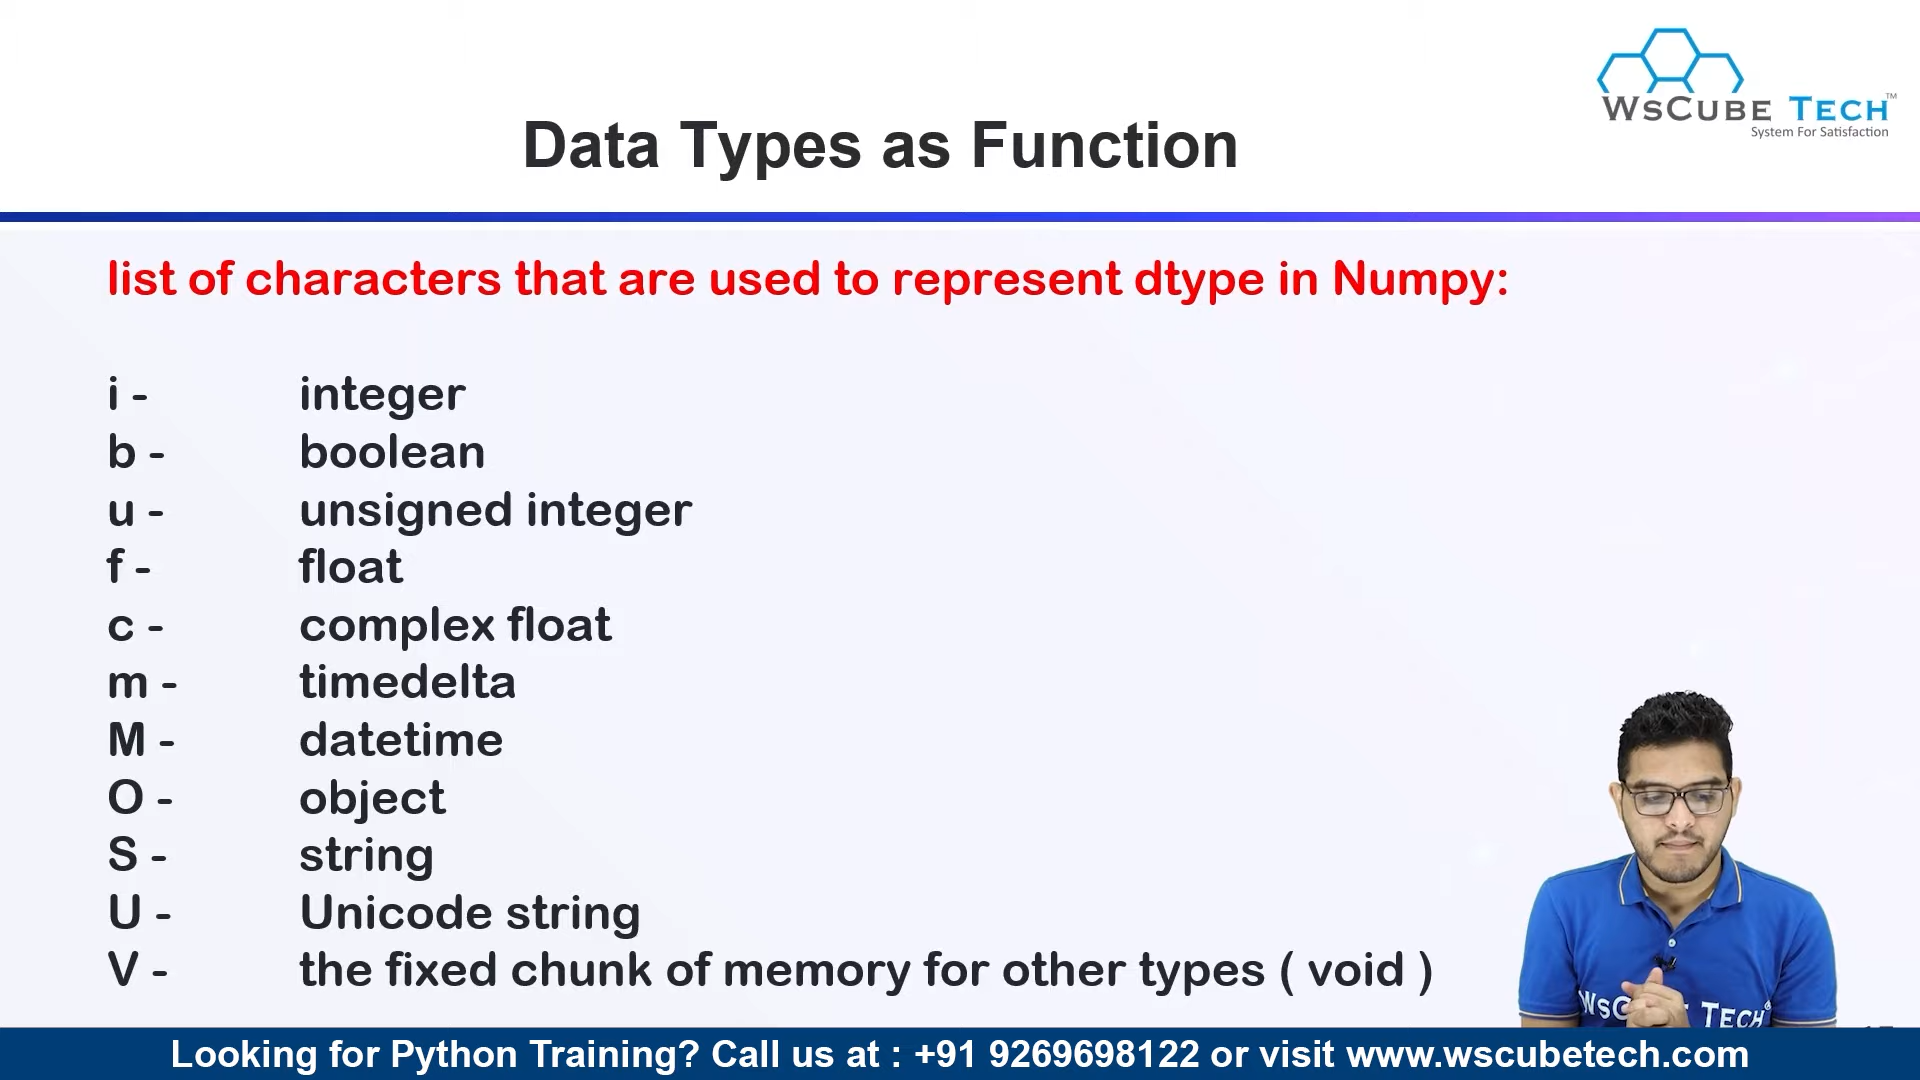 WSCUBE TECH™
System For Satisfaction
Data Types as Function
list of characters that are used to represent dtype in Numpy:
i - integer
b - boolean
u - unsigned integer
f - float
c - complex float
m - timedelta
M - datetime
O - object
S - string
U - Unicode string
V - the fixed chunk of memory for other types ( void )
TECH
Looking for Python Training? Call us at : +91 9269698122 or visit www.wscubetech.com